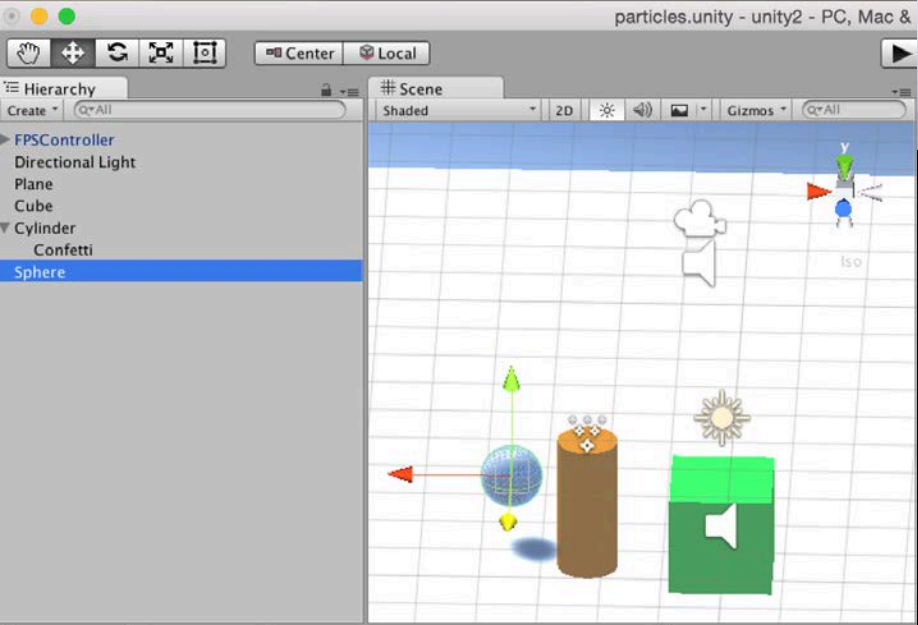 particles.unity - unity2 - PC, Mac &
Center Local
Hierarchy
Create All
FPSController
Directional Light
Plane
Cube
Cylinder
Confetti
Sphere
Scene
Shaded 2D Gizmos All
y
Iso